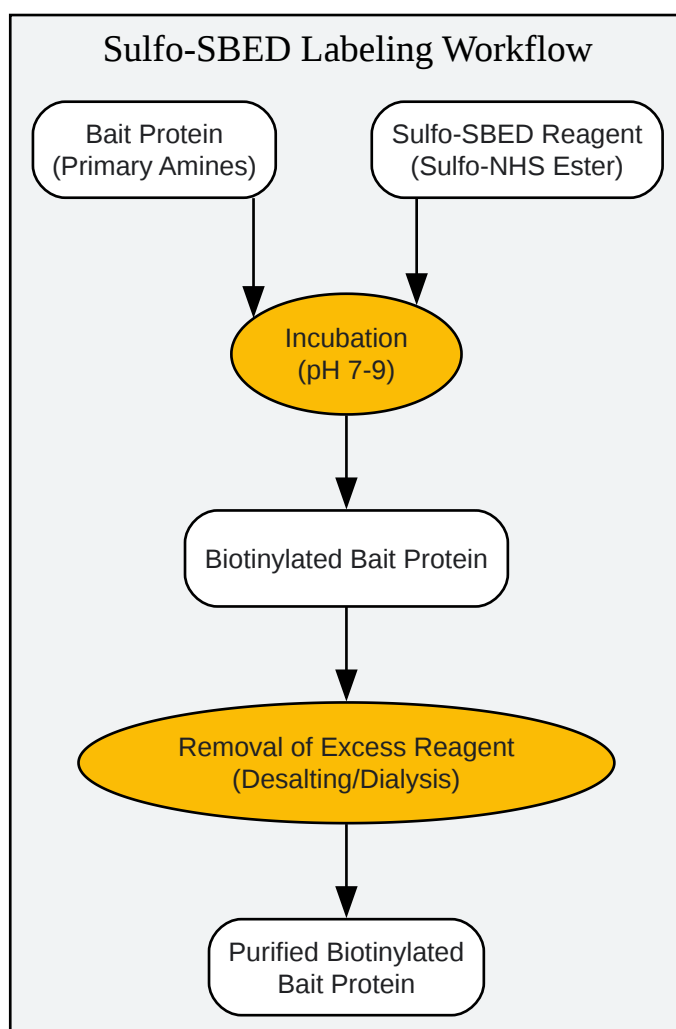 Sulfo-SBED Labeling Workflow
Bait Protein
(Primary Amines)
Sulfo-SBED Reagent
(Sulfo-NHS Ester)
Incubation
(pH 7-9)
Biotinylated Bait Protein
Removal of Excess Reagent
(Desalting/Dialysis)
Purified Biotinylated
Bait Protein